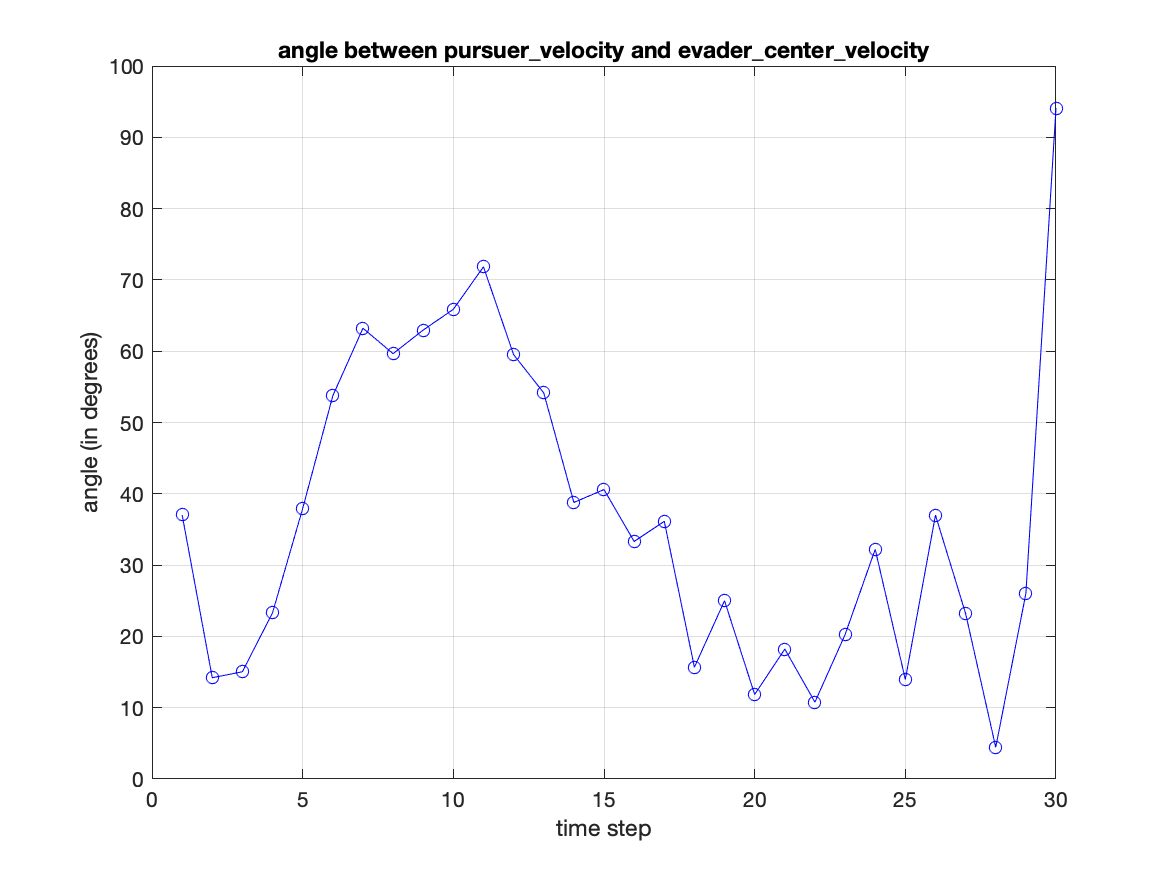 angle between pursuer_velocity and evader_center_velocity
100
90
80
70
60
50
40
30
20
10
0
angle (in degrees)
0 5 10 15 20 25 30
time step